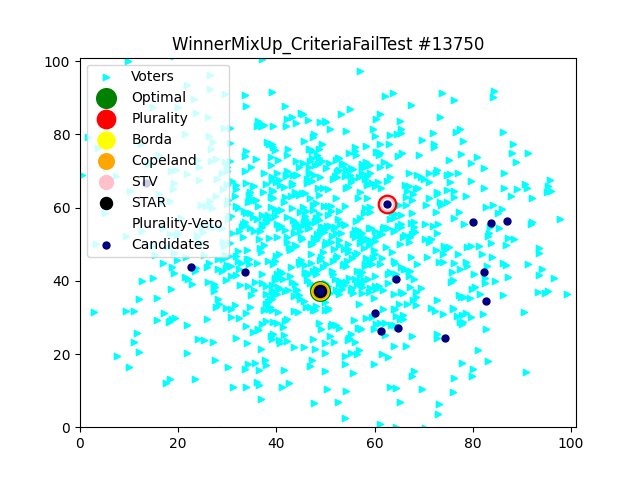 WinnerMixUp_CriteriaFailTest #13750
Voters
Optimal
Plurality
Borda
Copeland
STV
STAR
Plurality-Veto
Candidates
100
80
60
40
20
0
0 20 40 60 80 100